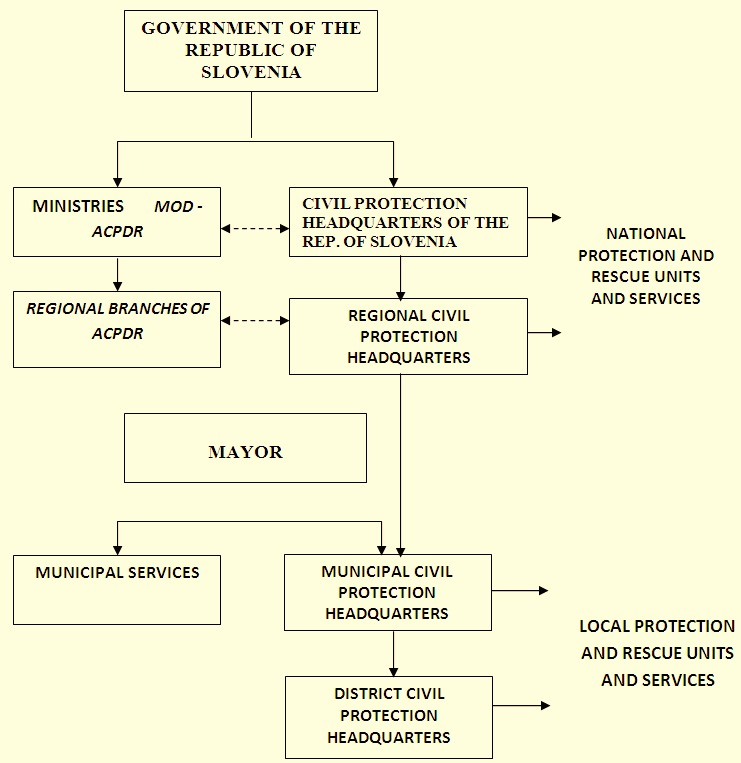 GOVERNMENT OF THE
REPUBLIC OF
SLOVENIA
MINISTRIES MOD -
ACPDR
CIVIL PROTECTION
HEADQUARTERS OF THE
REP. OF SLOVENIA
NATIONAL
PROTECTION AND
RESCUE UNITS
AND SERVICES
REGIONAL BRANCHES OF
ACPDR
REGIONAL CIVIL
PROTECTION
HEADQUARTERS
MAYOR
MUNICIPAL SERVICES
MUNICIPAL CIVIL
PROTECTION
HEADQUARTERS
LOCAL PROTECTION
AND RESCUE UNITS
AND SERVICES
DISTRICT CIVIL
PROTECTION
HEADQUARTERS